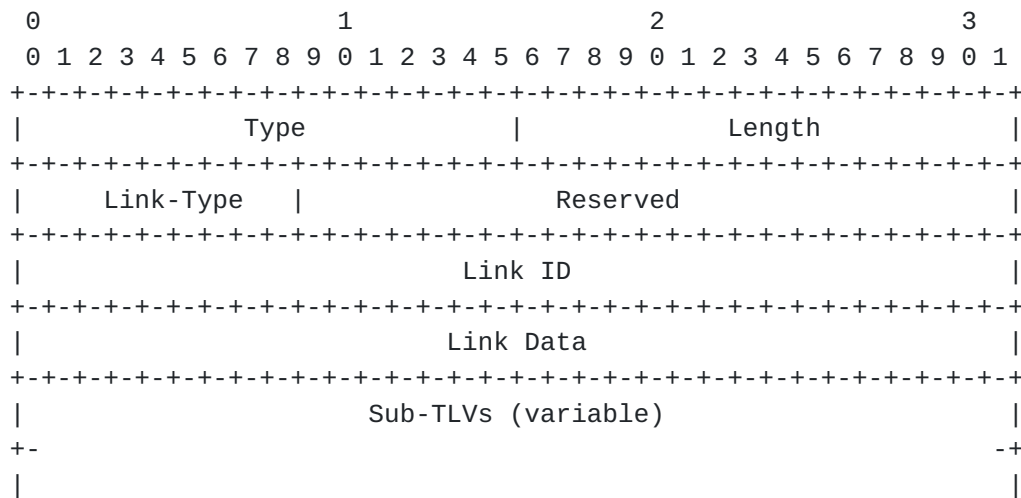 0                   1                   2                   3
 0 1 2 3 4 5 6 7 8 9 0 1 2 3 4 5 6 7 8 9 0 1 2 3 4 5 6 7 8 9 0 1
+-+-+-+-+-+-+-+-+-+-+-+-+-+-+-+-+-+-+-+-+-+-+-+-+-+-+-+-+-+-+-+-+
|              Type             |             Length            |
+-+-+-+-+-+-+-+-+-+-+-+-+-+-+-+-+-+-+-+-+-+-+-+-+-+-+-+-+-+-+-+-+
|     Link-Type   |                Reserved                     |
+-+-+-+-+-+-+-+-+-+-+-+-+-+-+-+-+-+-+-+-+-+-+-+-+-+-+-+-+-+-+-+-+
|                            Link ID                            |
+-+-+-+-+-+-+-+-+-+-+-+-+-+-+-+-+-+-+-+-+-+-+-+-+-+-+-+-+-+-+-+-+
|                           Link Data                           |
+-+-+-+-+-+-+-+-+-+-+-+-+-+-+-+-+-+-+-+-+-+-+-+-+-+-+-+-+-+-+-+-+
|                      Sub-TLVs (variable)                      |
+-                                                             -+
|                                                               |